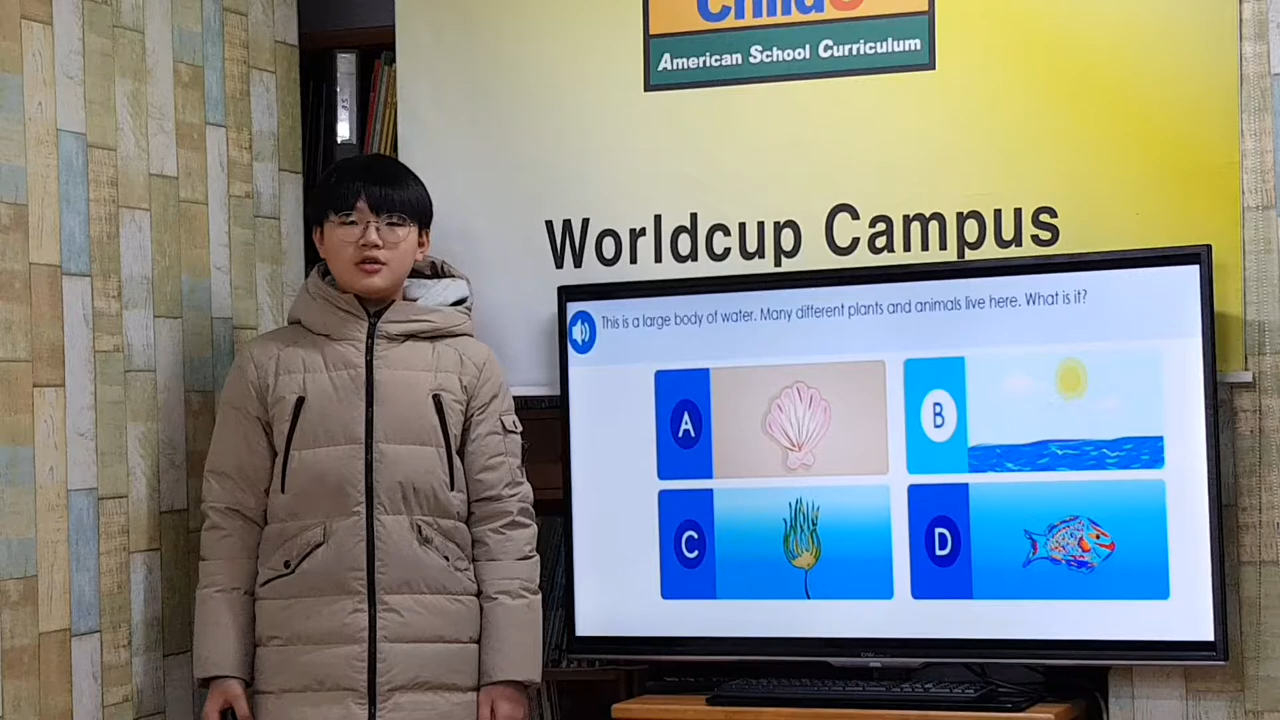 American School Curriculum
Worldcup Campus
This is a large body of water. Many different plants and animals live here. What is it?
A
B
C
D